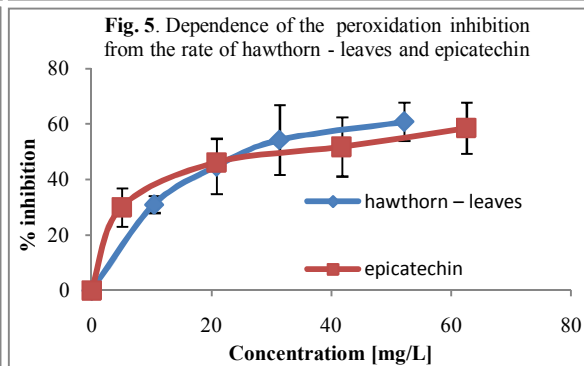 Fig. 5. Dependence of the peroxidation inhibition
from the rate of hawthorn - leaves and epicatechin
80
60
40
20
0
% inhibition
hawthorn – leaves
epicatechin
0 20 40 60 80
Concentratiom [mg/L]